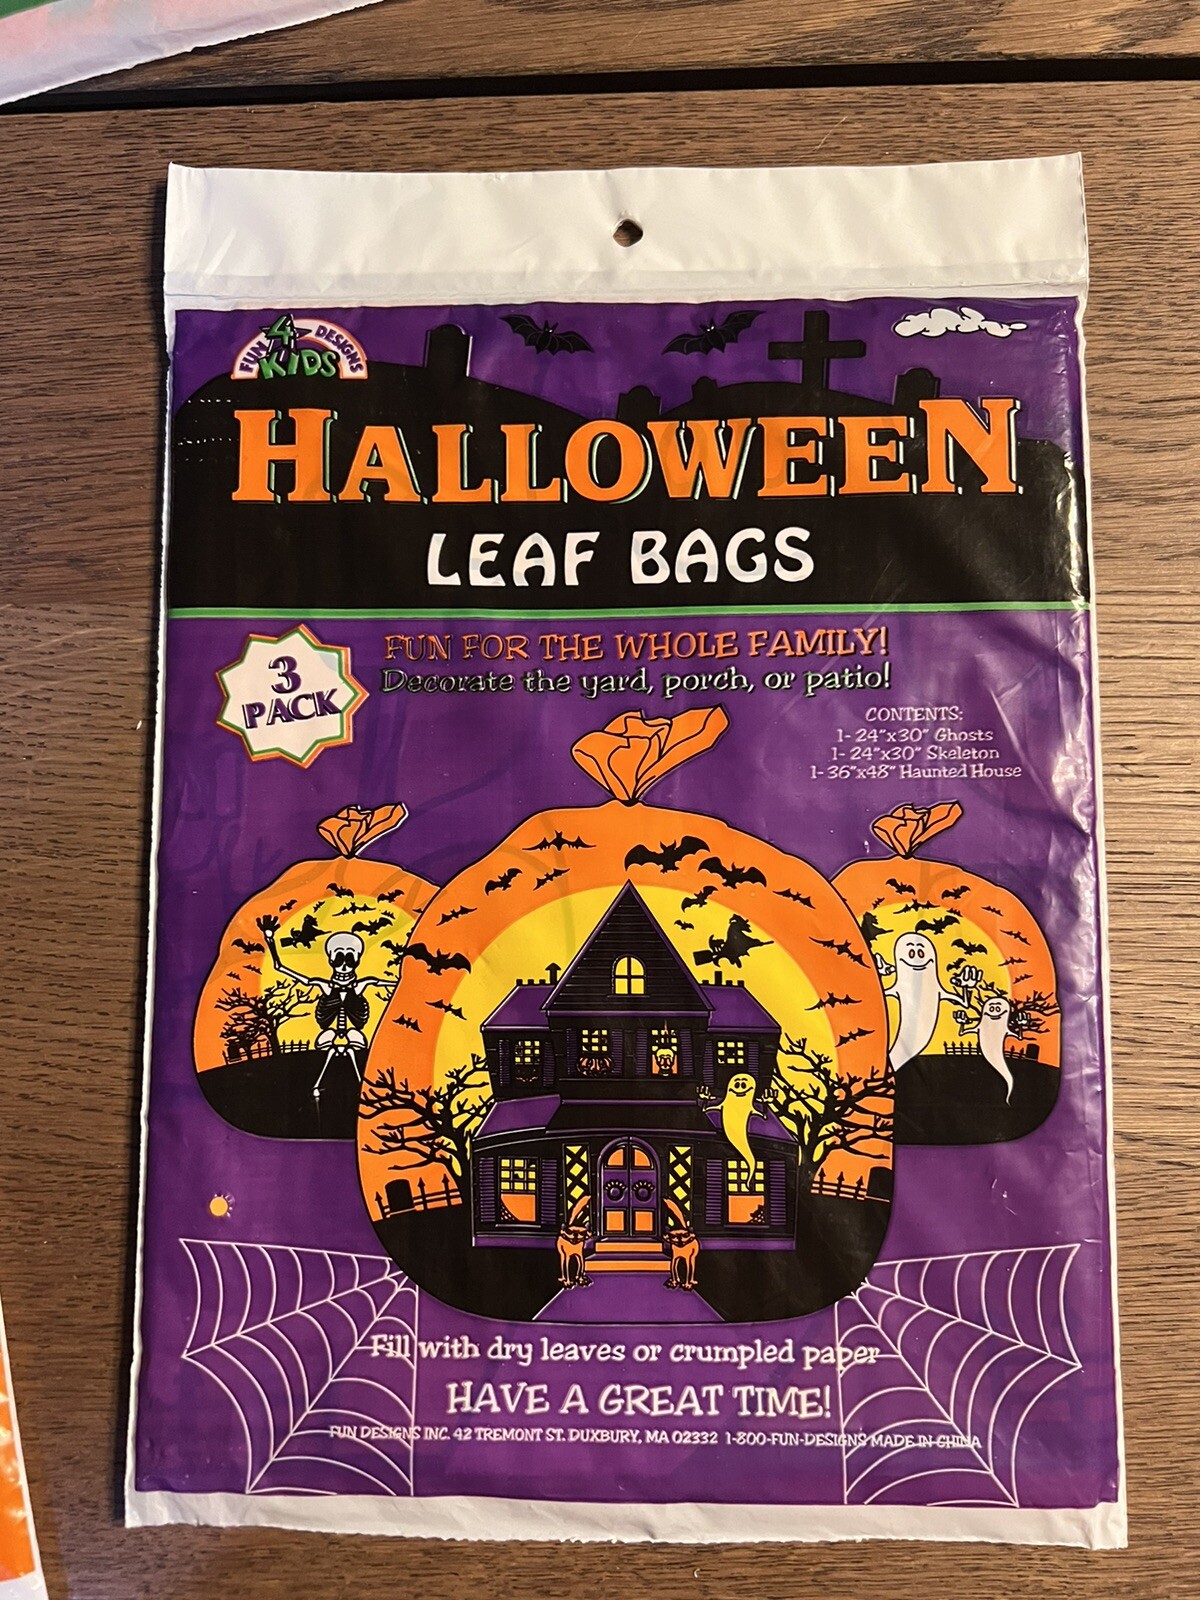 FUN 4 DESIGNS
KIDS
HALLOWEEN
LEAF BAGS
3
PACK
FUN FOR THE WHOLE FAMILY!
Decorate the yard, porch, or patio!
CONTENTS:
1- 24"x30" Ghosts
1- 24"x30" Skeleton
1- 36"x48" Haunted House
Fill with dry leaves or crumpled paper
HAVE A GREAT TIME!
FUN DESIGNS INC. 42 TREMONT ST. DUXBURY, MA 02332 1-800-FUN-DESIGNS MADE IN CHINA